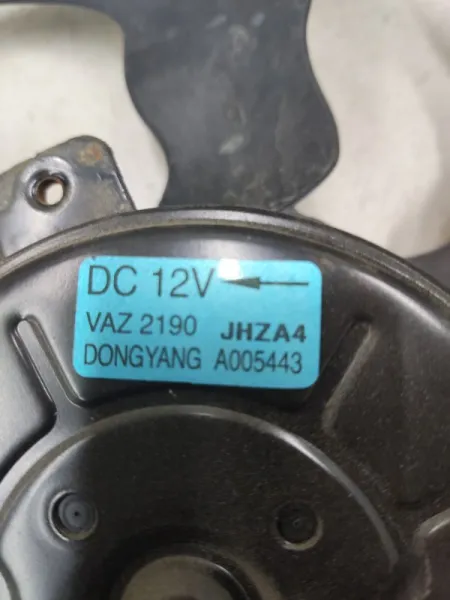 DC 12V ←
VAZ 2190 JHZA4
DONGYANG A005443